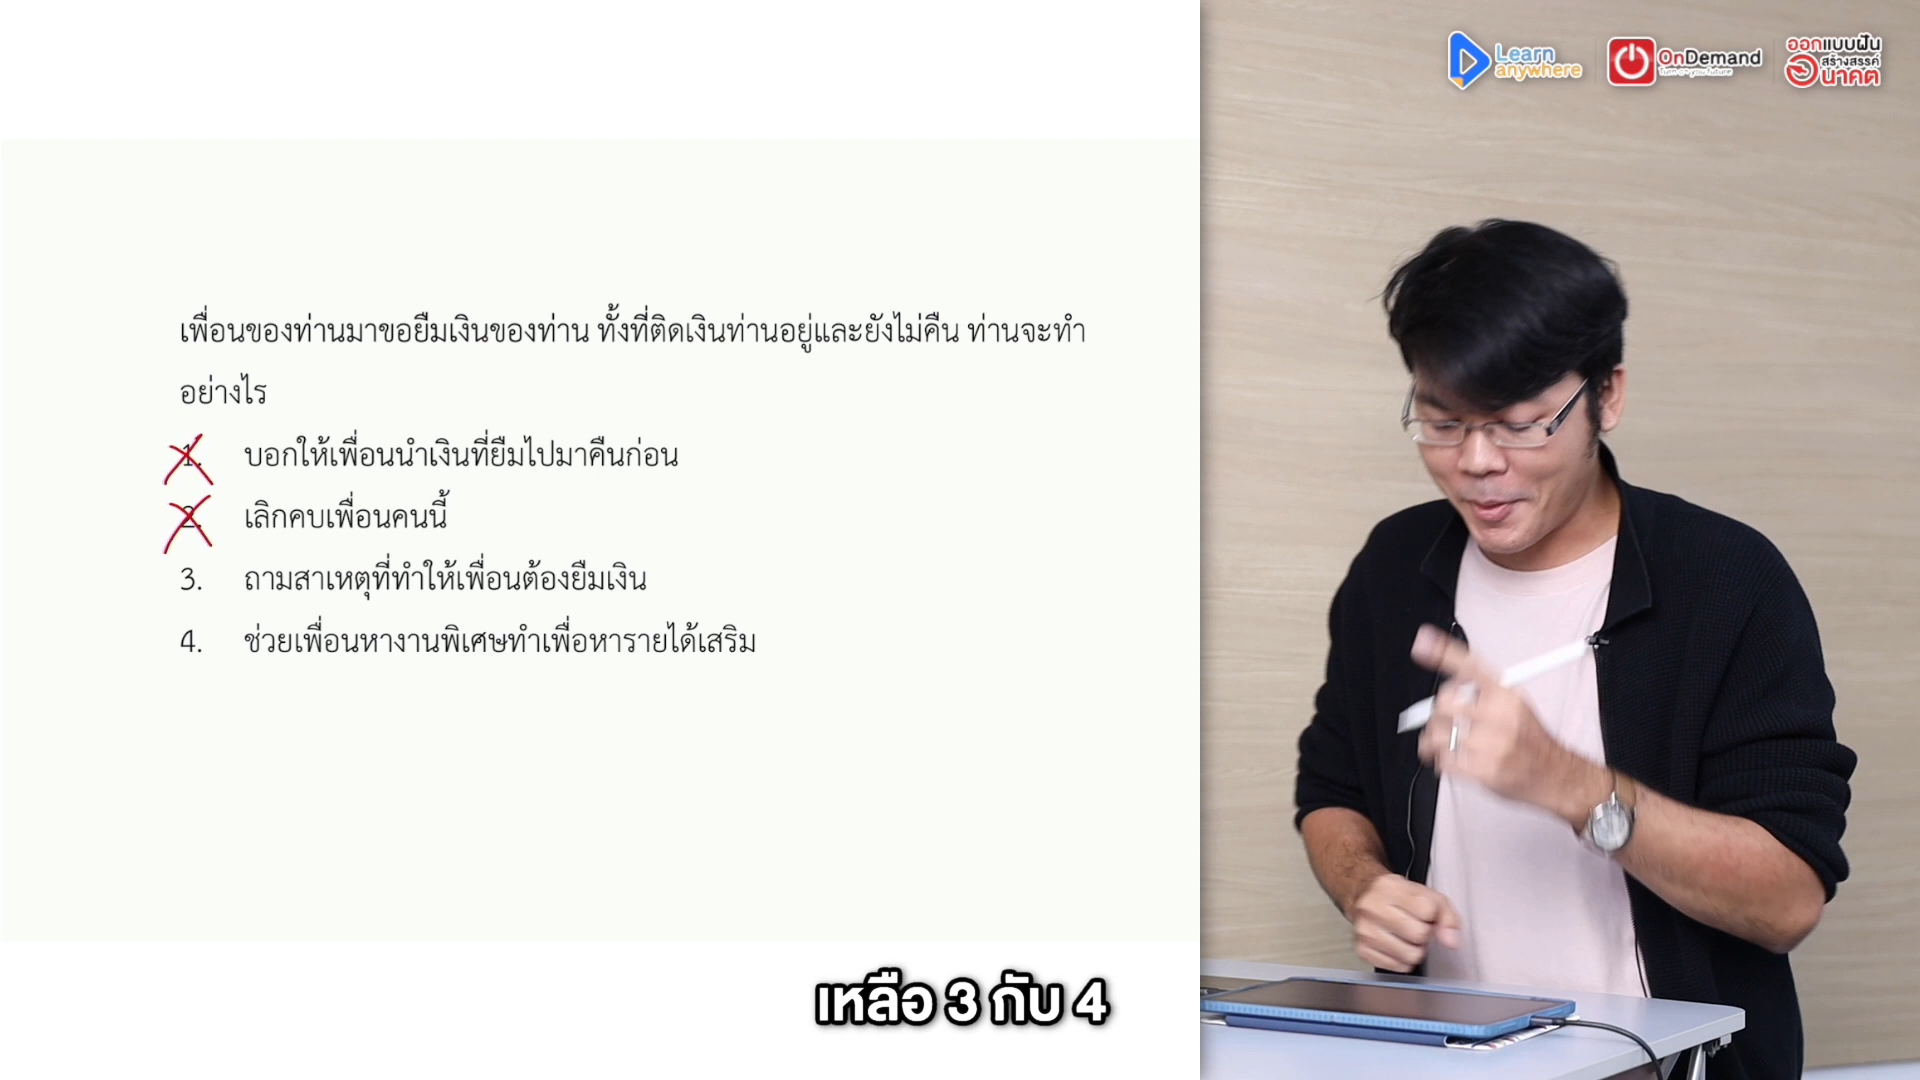 Learn
anywhere
OnDemand
ออกแบบฝัน
สร้างสรรค์
อนาคต
เพื่อนของท่านมาขอยืมเงินของท่าน ทั้งที่ติดเงินท่านอยู่และยังไม่คืน ท่านจะทำ
อย่างไร
1. บอกให้เพื่อนนำเงินที่ยืมไปมาคืนก่อน
2. เลิกคบเพื่อนคนนี้
3. ถามสาเหตุที่ทำให้เพื่อนต้องยืมเงิน
4. ช่วยเพื่อนหางานพิเศษทำเพื่อหารายได้เสริม
เหลือ 3 กับ 4